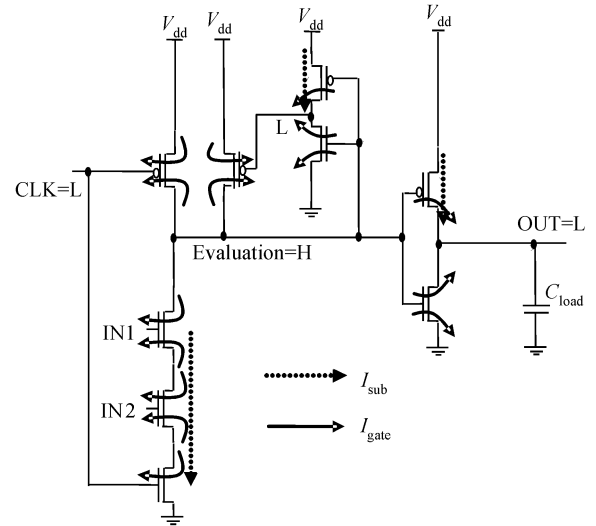 Vdd
Vdd
Vdd
Vdd
L
CLK=L
Evaluation=H
OUT=L
Cload
IN1
IN2
Isub
Igate